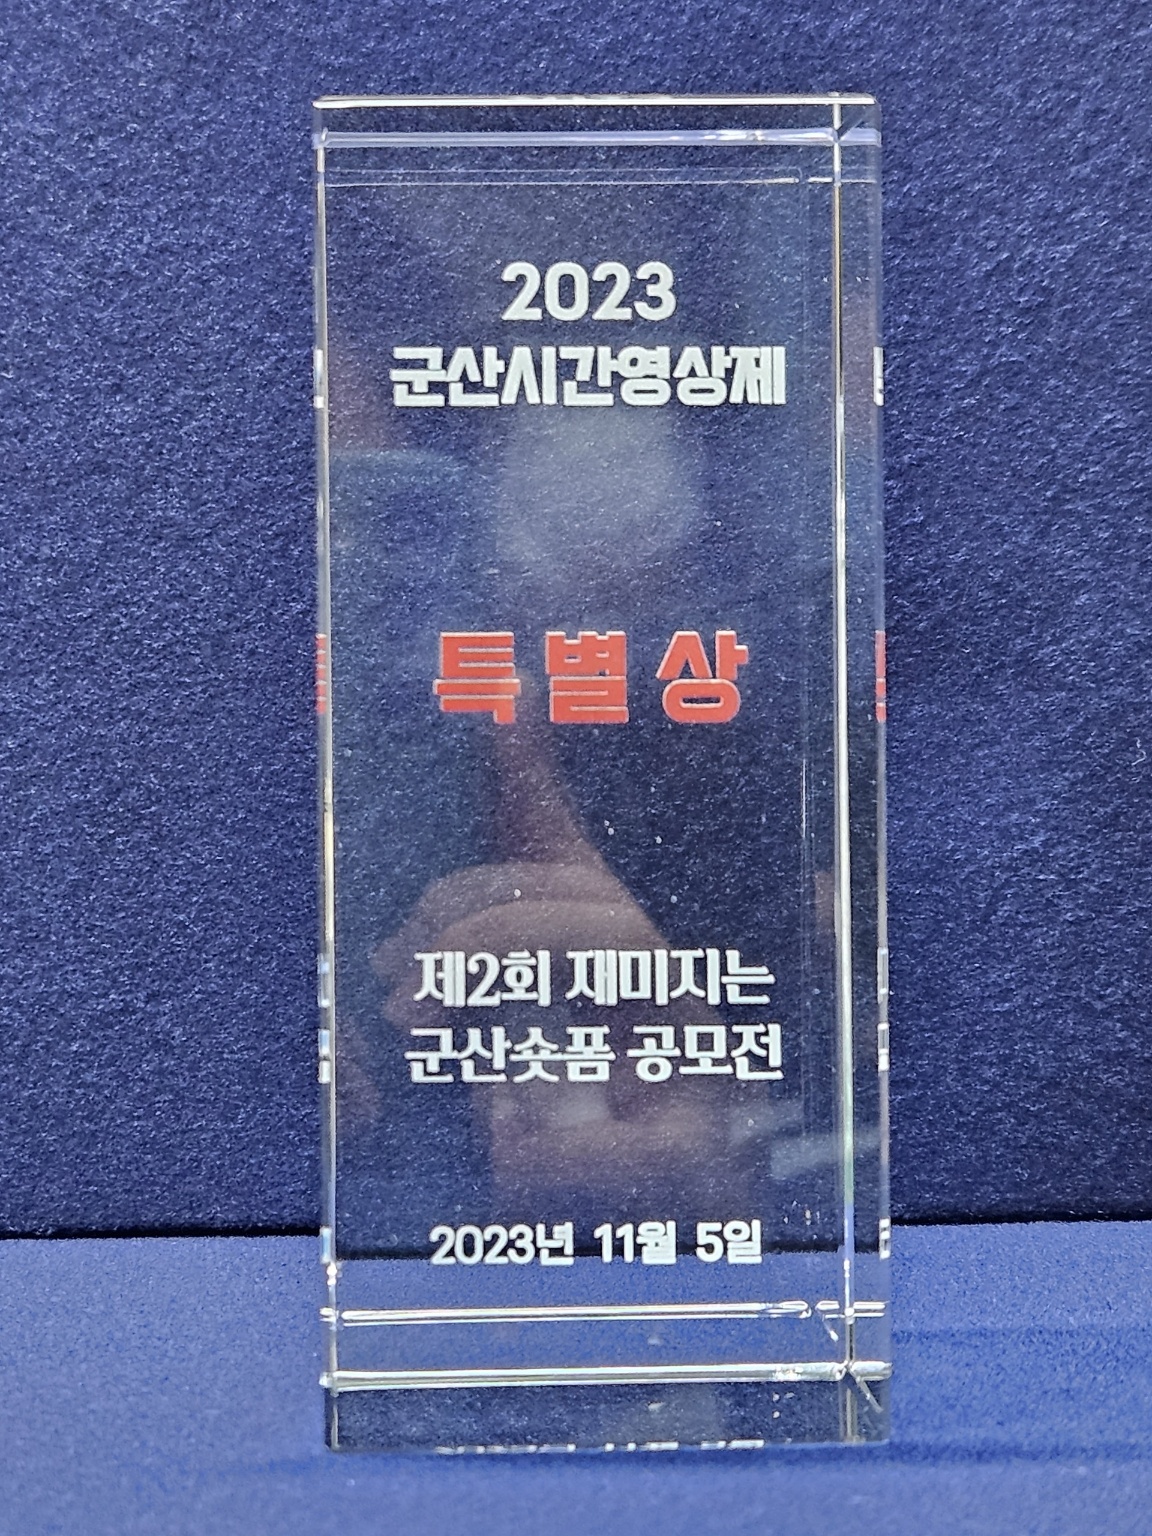 2023
군산시간영상제
특별상
제2회 재미지는
군산숏폼 공모전
2023년 11월 5일